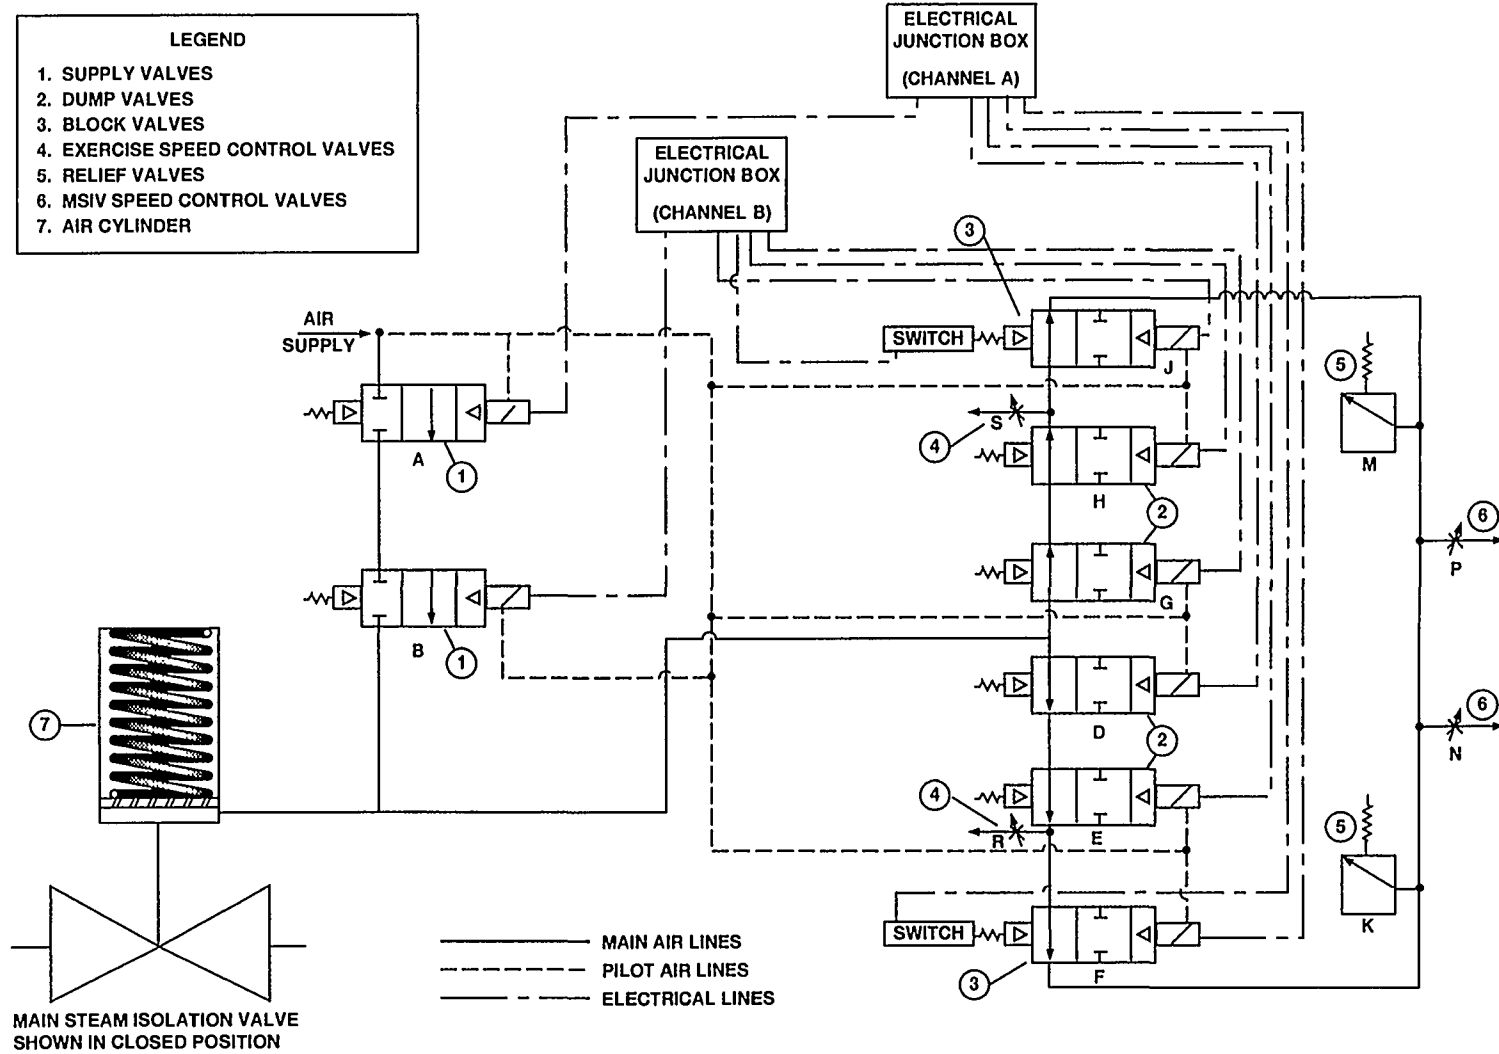 LEGEND
1. SUPPLY VALVES
2. DUMP VALVES
3. BLOCK VALVES
4. EXERCISE SPEED CONTROL VALVES
5. RELIEF VALVES
6. MSIV SPEED CONTROL VALVES
7. AIR CYLINDER
ELECTRICAL
JUNCTION BOX
(CHANNEL A)
ELECTRICAL
JUNCTION BOX
(CHANNEL B)
3
AIR
SUPPLY
SWITCH
J
5
S
4
A
1
M
H
2
6
P
G
B
1
7
D
2
6
N
4
R
E
5
K
SWITCH
F
3
MAIN AIR LINES
PILOT AIR LINES
ELECTRICAL LINES
MAIN STEAM ISOLATION VALVE
SHOWN IN CLOSED POSITION